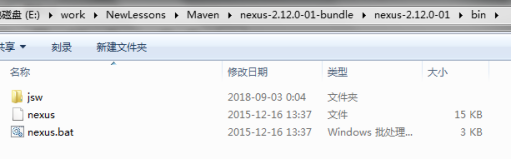 磁盘 (E:) ▸ work ▸ NewLessons ▸ Maven ▸ nexus-2.12.0-01-bundle ▸ nexus-2.12.0-01 ▸ bin ▸
共享 ▾ 刻录 新建文件夹
名称 修改日期 类型 大小
jsw 2018-09-03 0:04 文件夹
nexus 2015-12-16 13:37 文件 15 KB
nexus.bat 2015-12-16 13:37 Windows 批处理... 3 KB